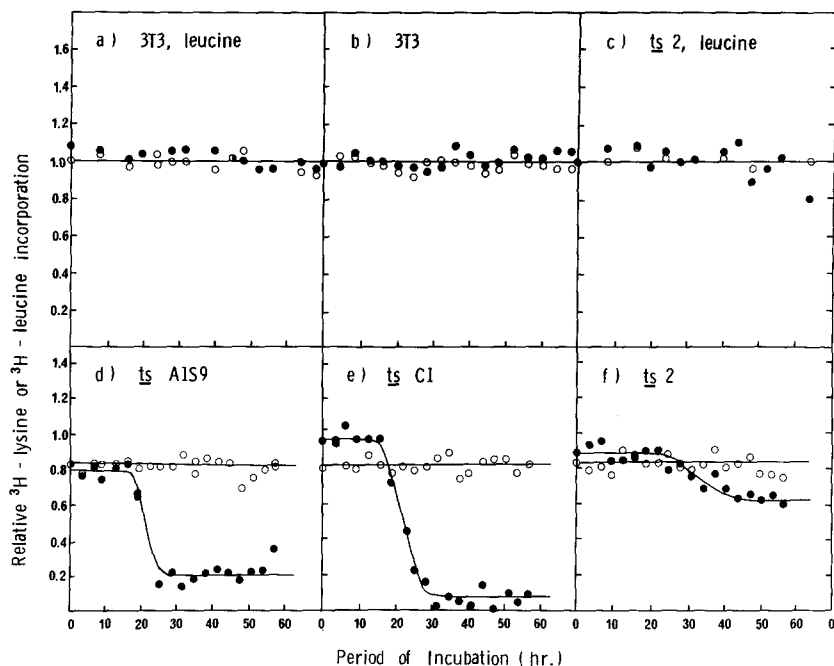 Relative ³H - lysine or ³H - leucine incorporation
1.6
1.4
1.2
1.0
0.8
0.6
0.4
0.2
a) 3T3, leucine
b) 3T3
c) ts 2, leucine
1.4
1.2
1.0
0.8
0.6
0.4
0.2
d) ts A1S9
e) ts C1
f) ts 2
0 10 20 30 40 50 60
0 10 20 30 40 50 60
0 10 20 30 40 50 60 0
Period of Incubation (hr.)